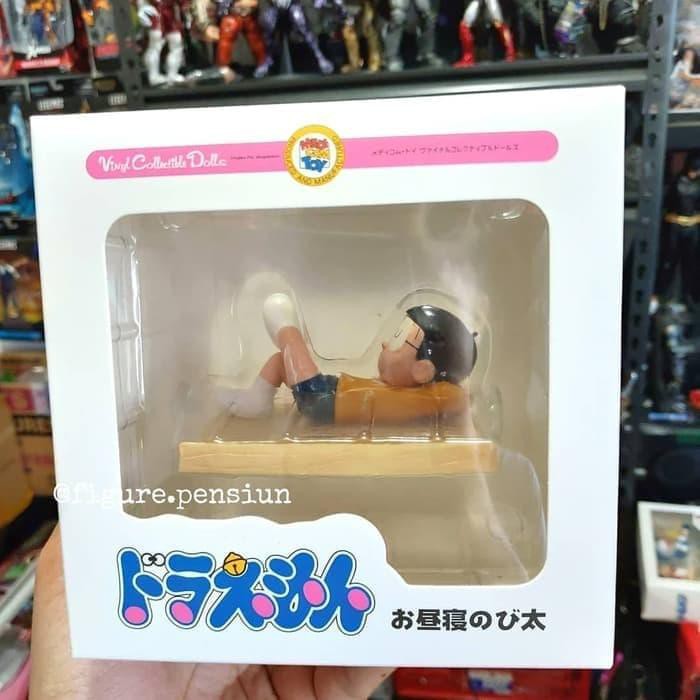 Vinyl Collectible Dolls
MEDICOM
TOY
メディコム・トイ ヴァイナルコレクティブルドールズ
@figure.pensiun
ドラえもん
お昼寝のび太